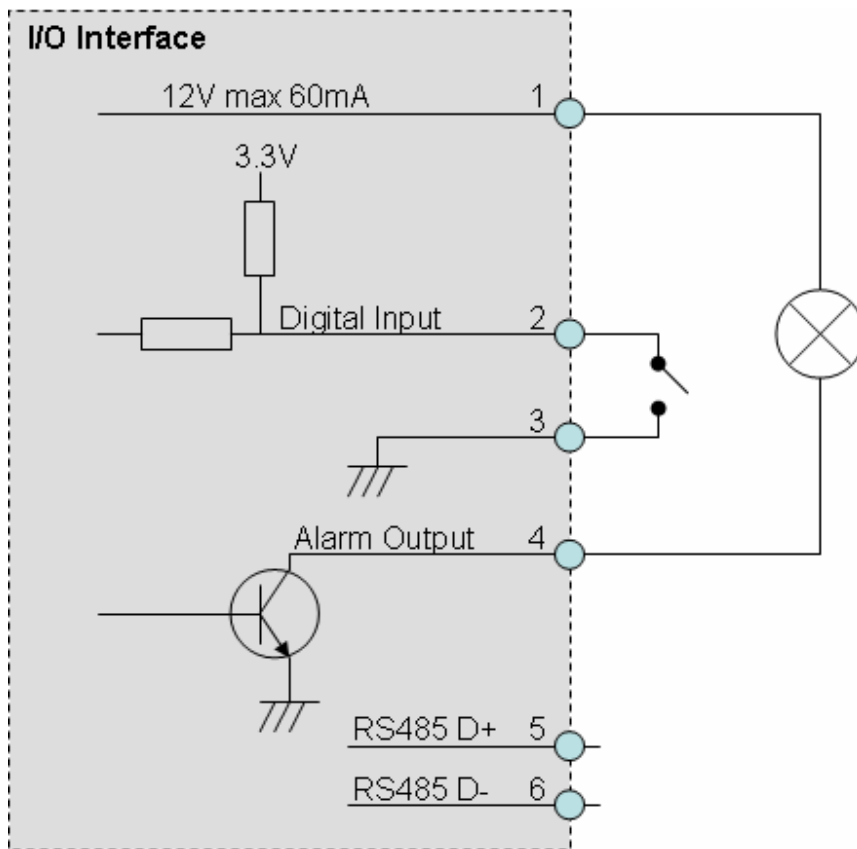 I/O Interface
12V max 60mA 1
3.3V
Digital Input 2
3
Alarm Output 4
RS485 D+ 5
RS485 D- 6